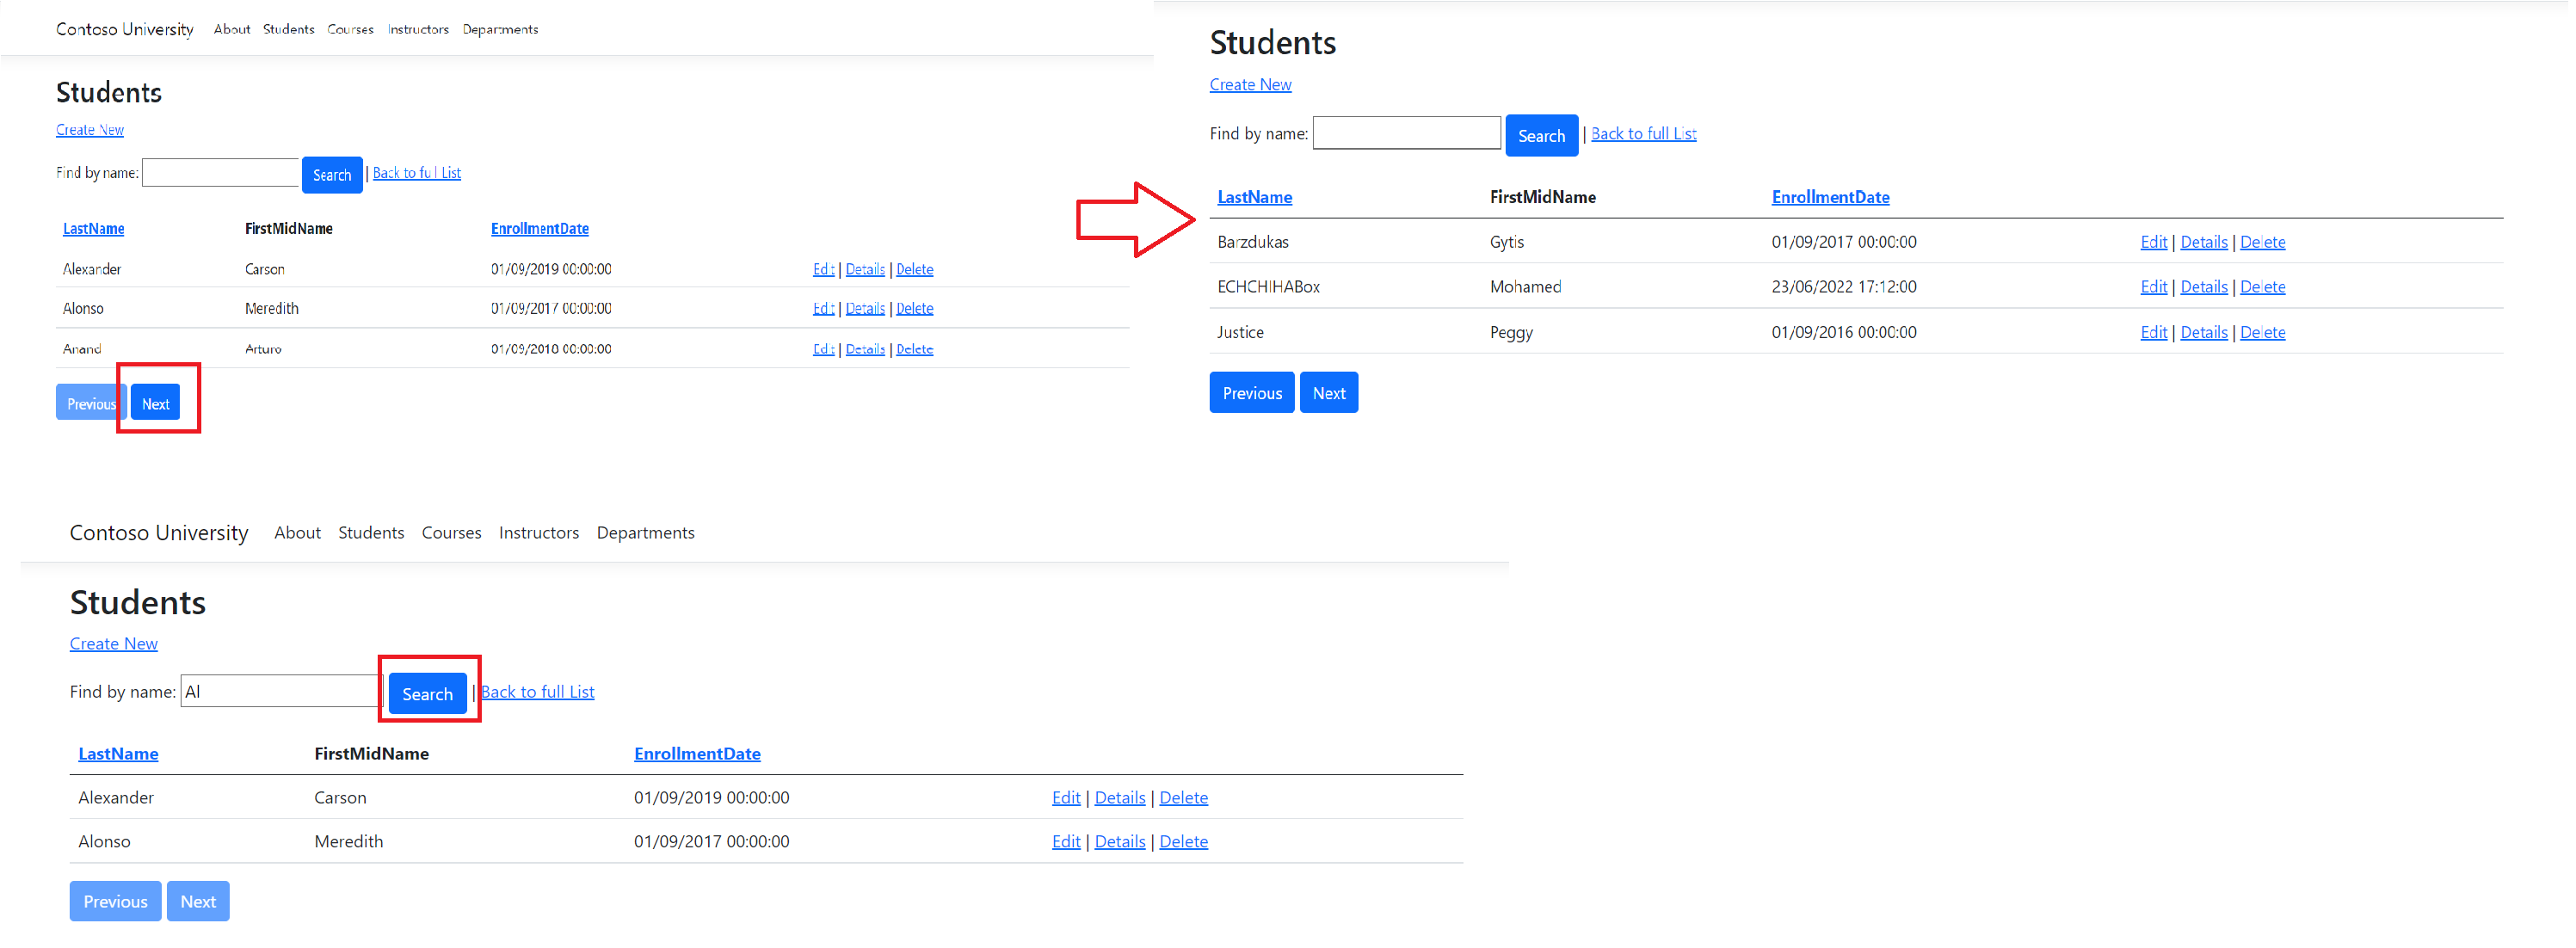 Contoso University About Students Courses Instructors Departments
Students
Create New
Find by name: Search | Back to full List
LastName FirstMidName EnrollmentDate
Alexander Carson 01/09/2019 00:00:00 Edit | Details | Delete
Alonso Meredith 01/09/2017 00:00:00 Edit | Details | Delete
Anand Arturo 01/09/2018 00:00:00 Edit | Details | Delete
Previous Next
Students
Create New
Find by name: Search | Back to full List
LastName FirstMidName EnrollmentDate
Barzdukas Gytis 01/09/2017 00:00:00 Edit | Details | Delete
ECHCHIHABox Mohamed 23/06/2022 17:12:00 Edit | Details | Delete
Justice Peggy 01/09/2016 00:00:00 Edit | Details | Delete
Previous Next
Contoso University About Students Courses Instructors Departments
Students
Create New
Find by name: Al Search | Back to full List
LastName FirstMidName EnrollmentDate
Alexander Carson 01/09/2019 00:00:00 Edit | Details | Delete
Alonso Meredith 01/09/2017 00:00:00 Edit | Details | Delete
Previous Next